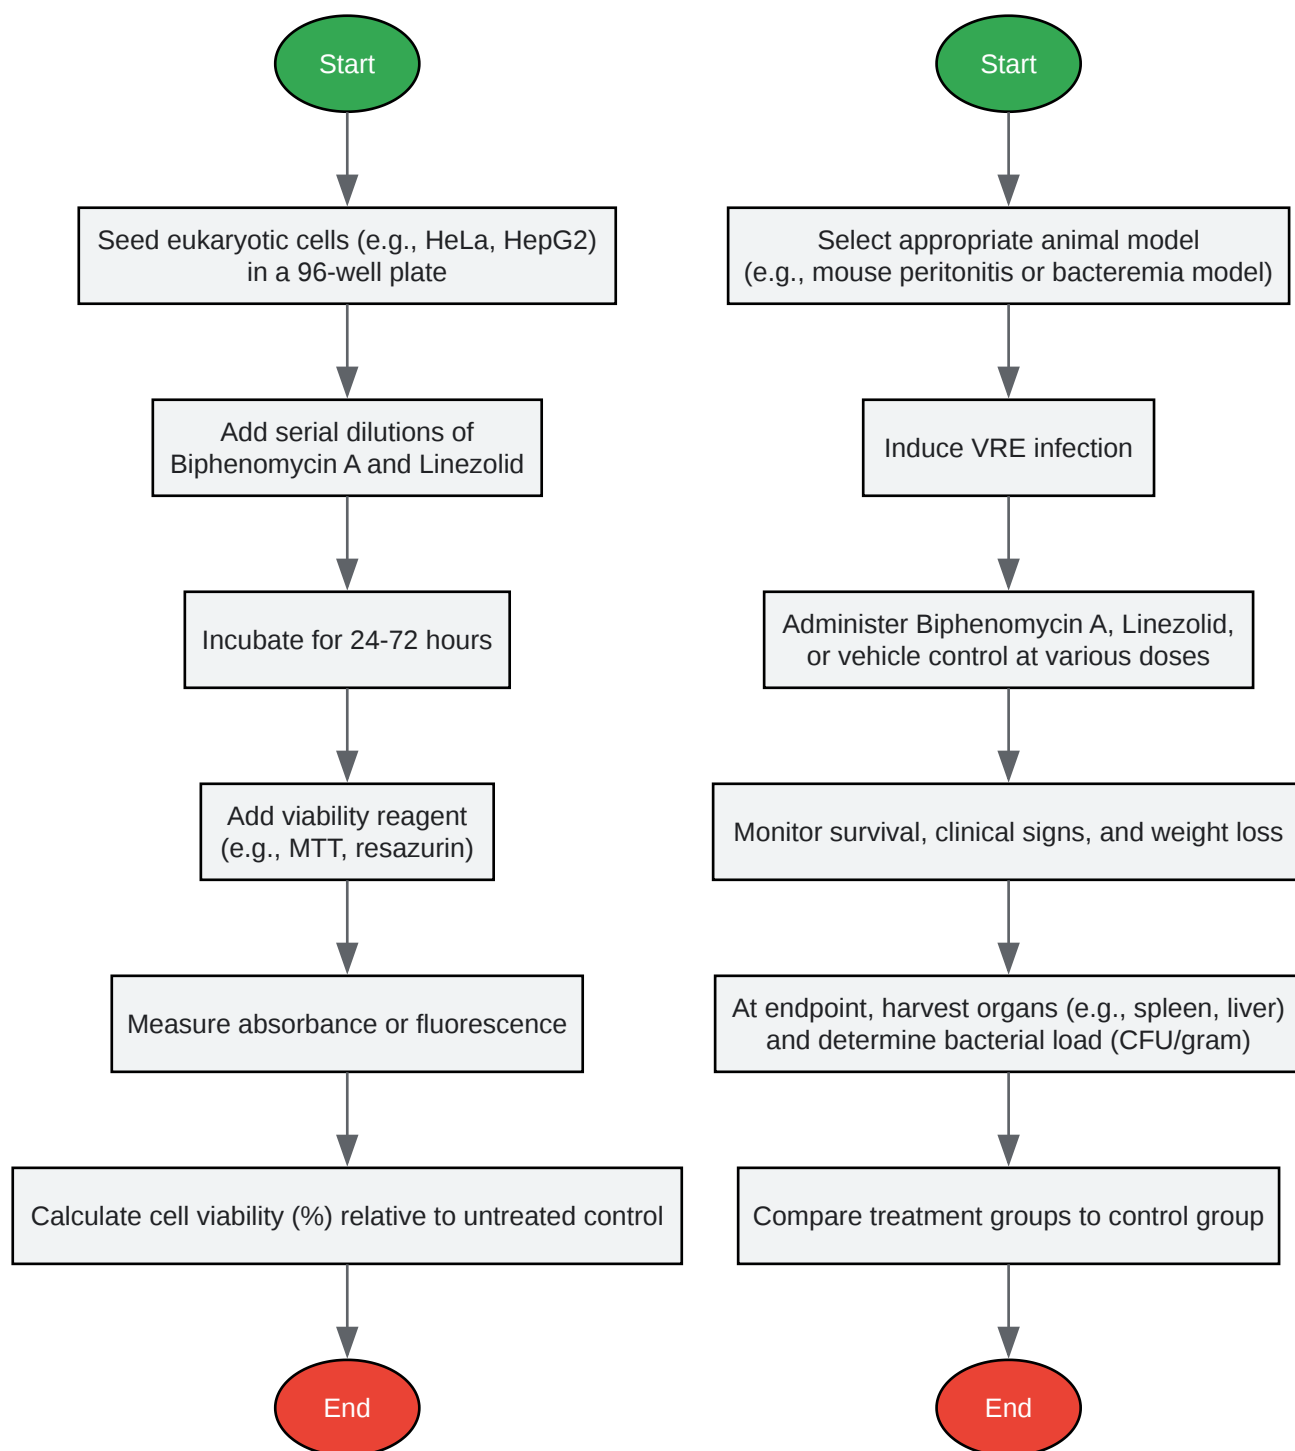 Start
Seed eukaryotic cells (e.g., HeLa, HepG2)
in a 96-well plate
Add serial dilutions of
Biphenomycin A and Linezolid
Incubate for 24-72 hours
Add viability reagent
(e.g., MTT, resazurin)
Measure absorbance or fluorescence
Calculate cell viability (%) relative to untreated control
End
Start
Select appropriate animal model
(e.g., mouse peritonitis or bacteremia model)
Induce VRE infection
Administer Biphenomycin A, Linezolid,
or vehicle control at various doses
Monitor survival, clinical signs, and weight loss
At endpoint, harvest organs (e.g., spleen, liver)
and determine bacterial load (CFU/gram)
Compare treatment groups to control group
End